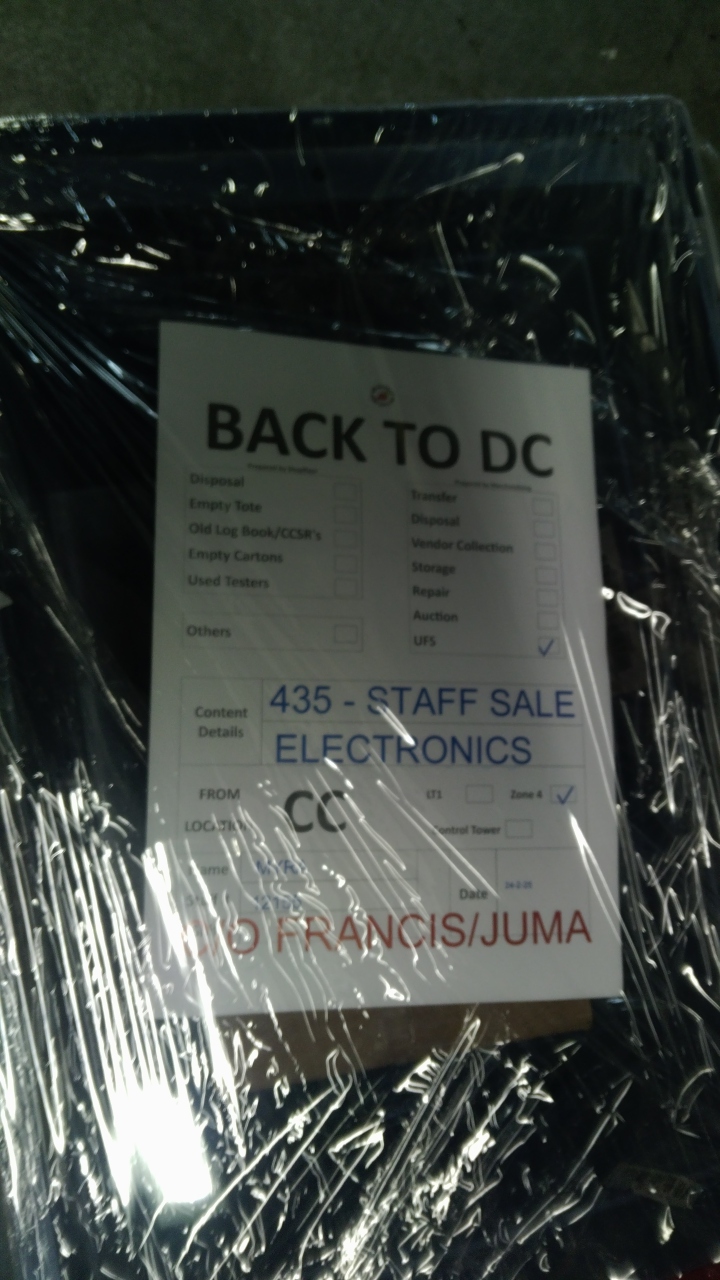 BACK TO DC
Disposal
Empty Tote
Old Log Book/CCSR's
Empty Cartons
Used Testers
Others
Transfer
Disposal
Vendor Collection
Storage
Repair
Auction
UFS
Content Details
435 - STAFF SALE
ELECTRONICS
FROM
LOCATION
CC
LT1
Zone 4
Control Tower
Name
Date
C/O FRANCIS/JUMA